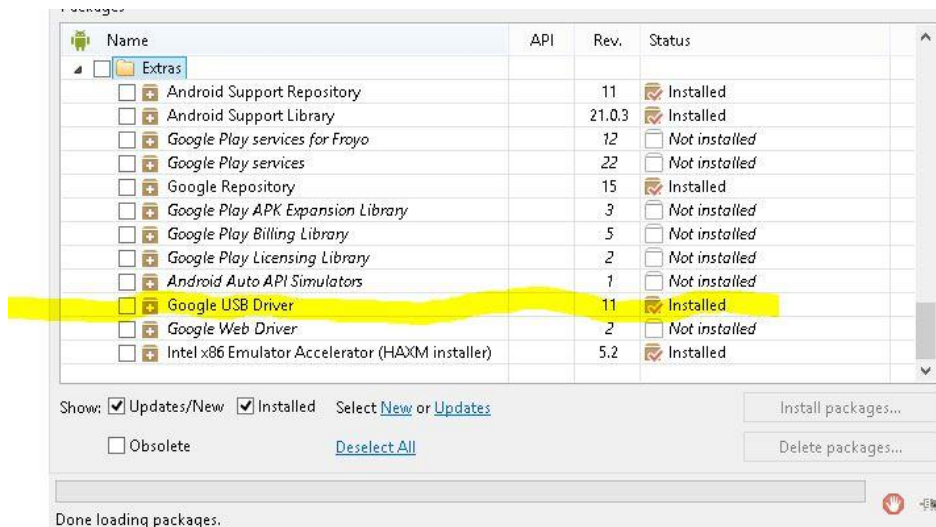 Packages
Name API Rev. Status
Extras
Android Support Repository 11 Installed
Android Support Library 21.0.3 Installed
Google Play services for Froyo 12 Not installed
Google Play services 22 Not installed
Google Repository 15 Installed
Google Play APK Expansion Library 3 Not installed
Google Play Billing Library 5 Not installed
Google Play Licensing Library 2 Not installed
Android Auto API Simulators 1 Not installed
Google USB Driver 11 Installed
Google Web Driver 2 Not installed
Intel x86 Emulator Accelerator (HAXM installer) 5.2 Installed
Show: Updates/New Installed Select New or Updates Install packages...
Obsolete Deselect All Delete packages...
Done loading packages.